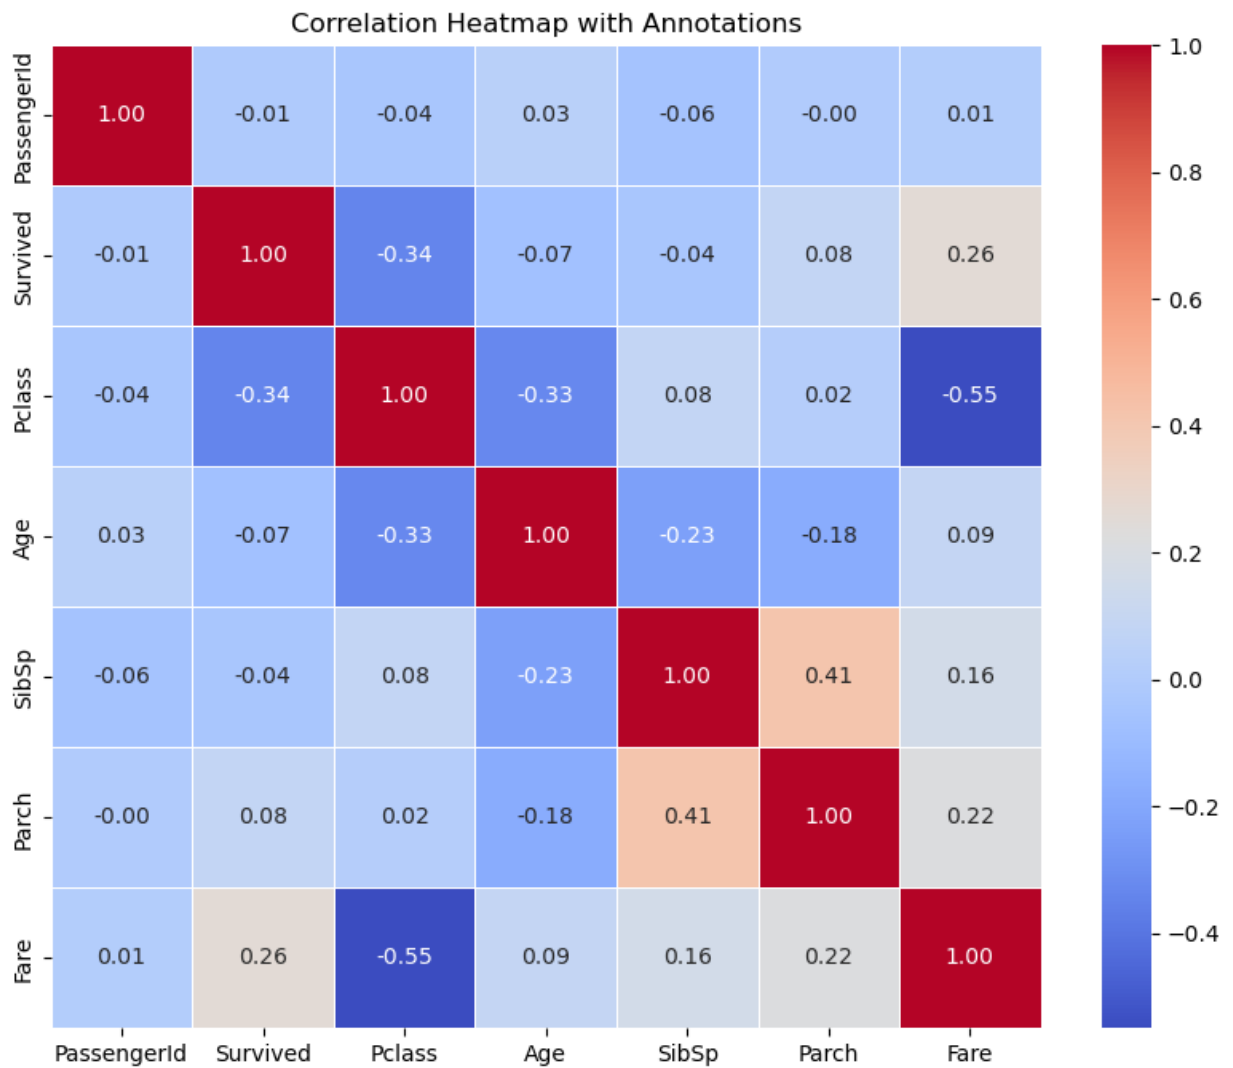 Correlation Heatmap with Annotations
PassengerId 1.00 -0.01 -0.04 0.03 -0.06 -0.00 0.01
Survived -0.01 1.00 -0.34 -0.07 -0.04 0.08 0.26
Pclass -0.04 -0.34 1.00 -0.33 0.08 0.02 -0.55
Age 0.03 -0.07 -0.33 1.00 -0.23 -0.18 0.09
SibSp -0.06 -0.04 0.08 -0.23 1.00 0.41 0.16
Parch -0.00 0.08 0.02 -0.18 0.41 1.00 0.22
Fare 0.01 0.26 -0.55 0.09 0.16 0.22 1.00
PassengerId Survived Pclass Age SibSp Parch Fare
1.0
0.8
0.6
0.4
0.2
0.0
−0.2
−0.4